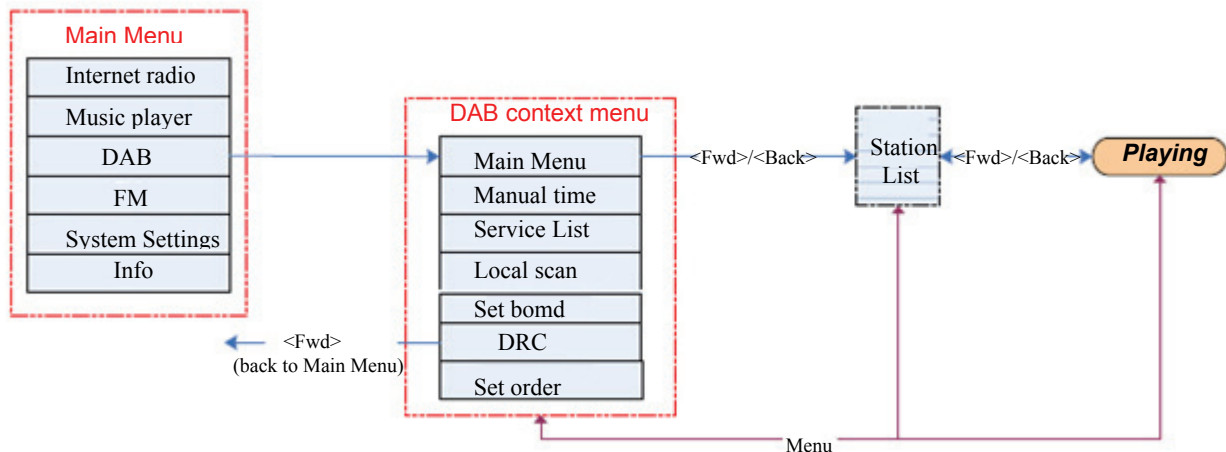 Main Menu
Internet radio
Music player
DAB
FM
System Settings
Info
DAB context menu
Main Menu
Manual time
Service List
Local scan
Set bomd
DRC
Set order
<Fwd>
(back to Main Menu)
<Fwd>/<Back>
Station
List
<Fwd>/<Back>
Playing
Menu